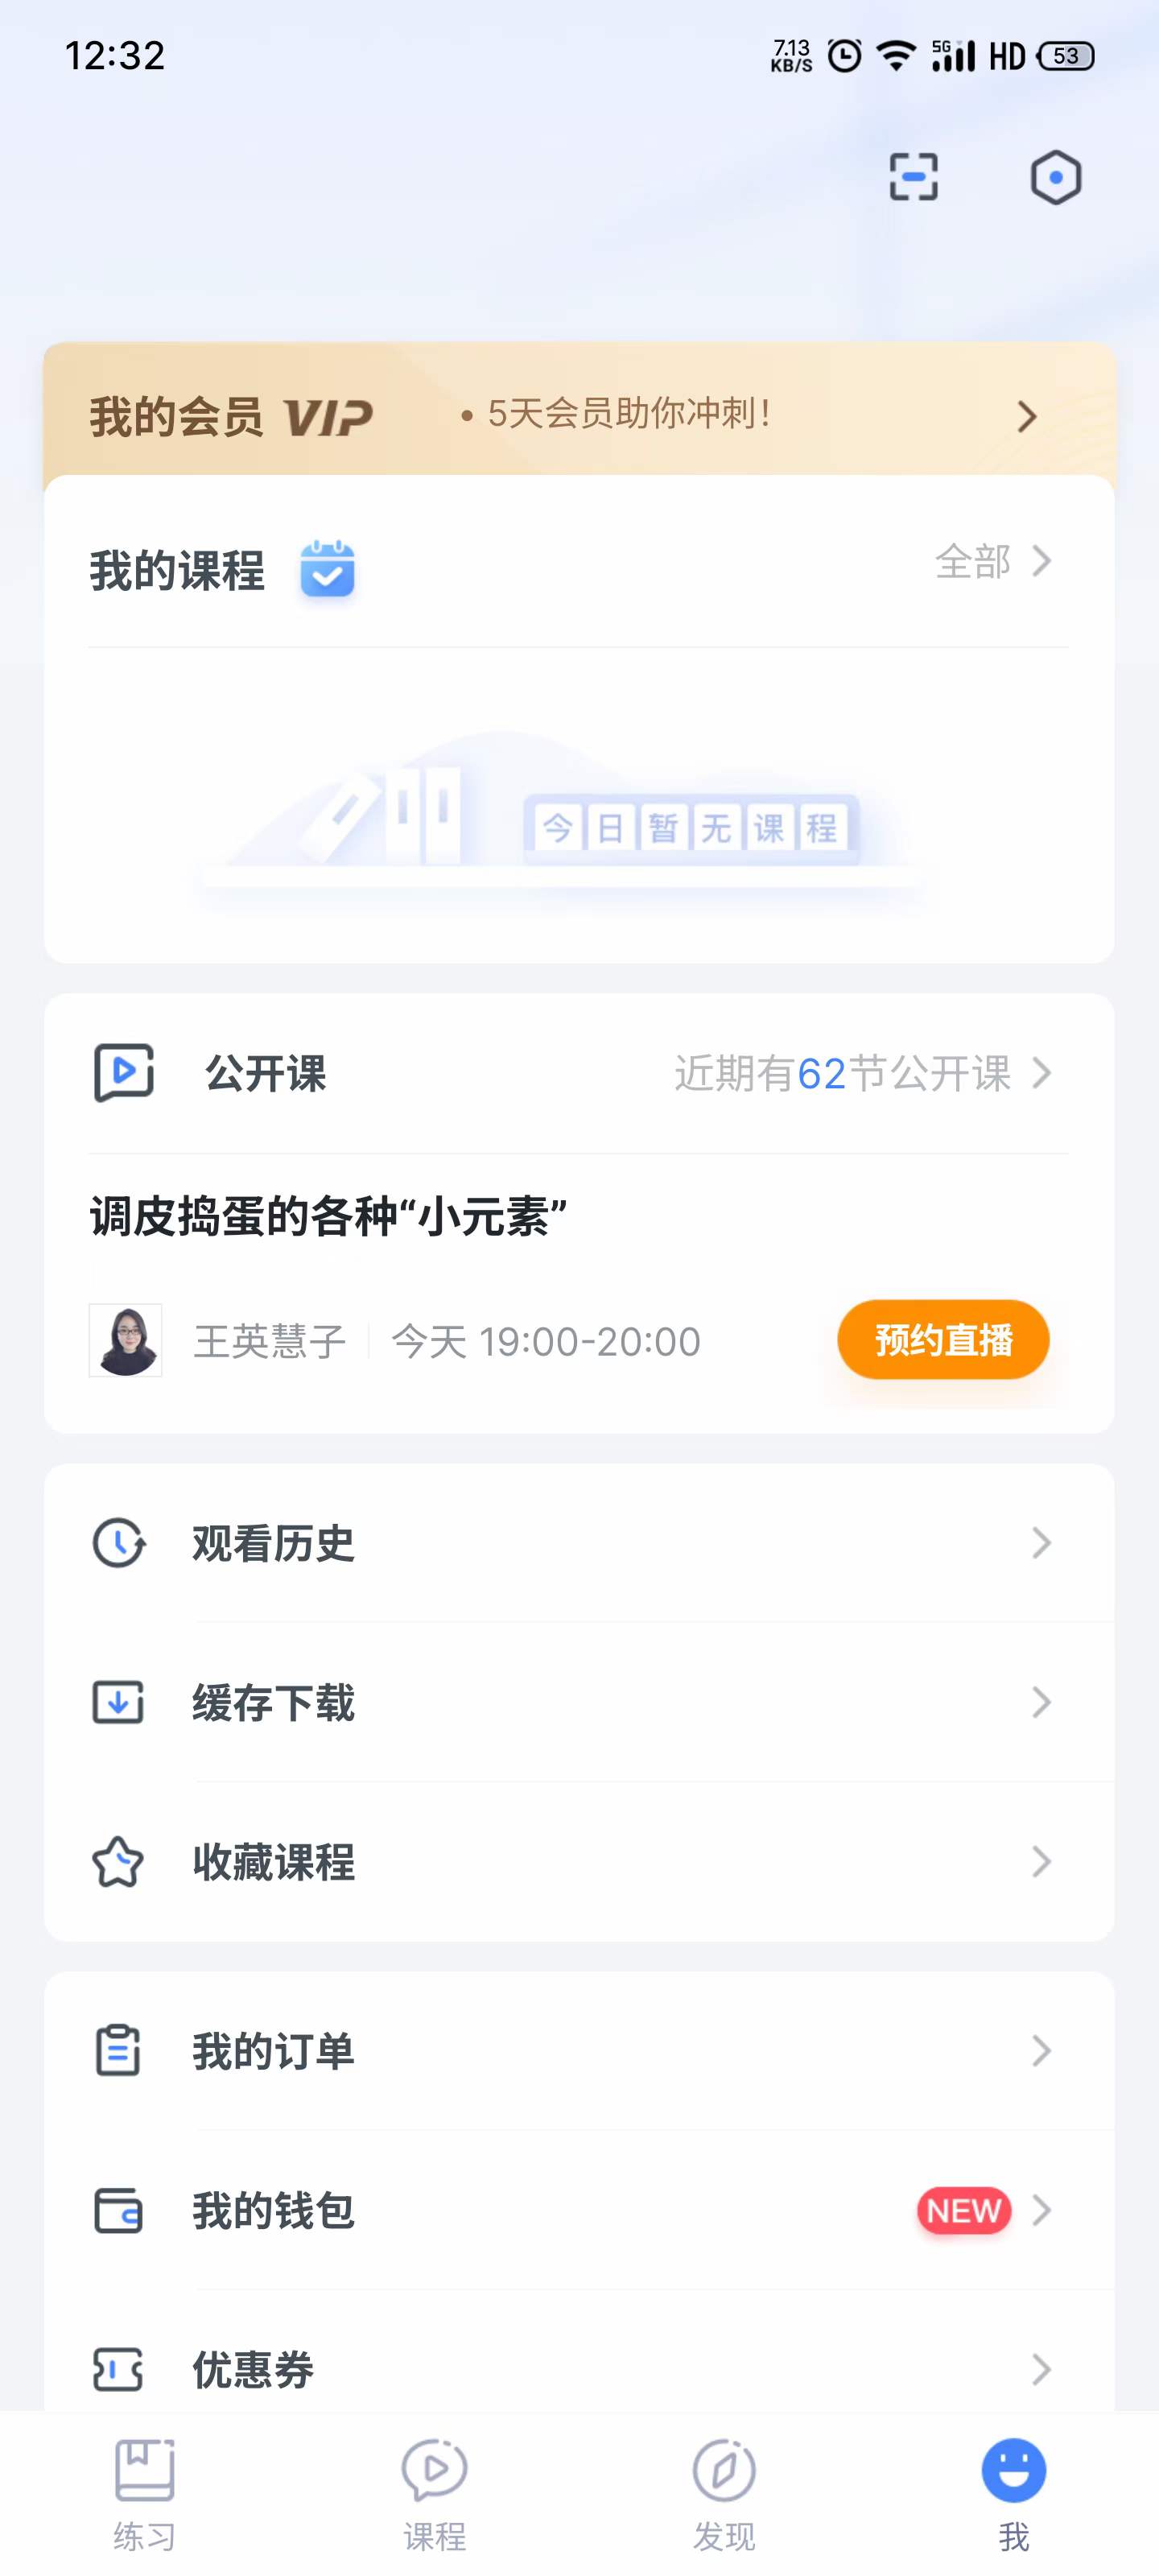 12:32 7.13 KB/S 5G HD 53
我的会员 VIP • 5天会员助你冲刺!
我的课程 全部
今日暂无课程
公开课 近期有62节公开课
调皮捣蛋的各种“小元素”
王英慧子 今天 19:00-20:00 预约直播
观看历史
缓存下载
收藏课程
我的订单
我的钱包 NEW
优惠券
练习 课程 发现 我